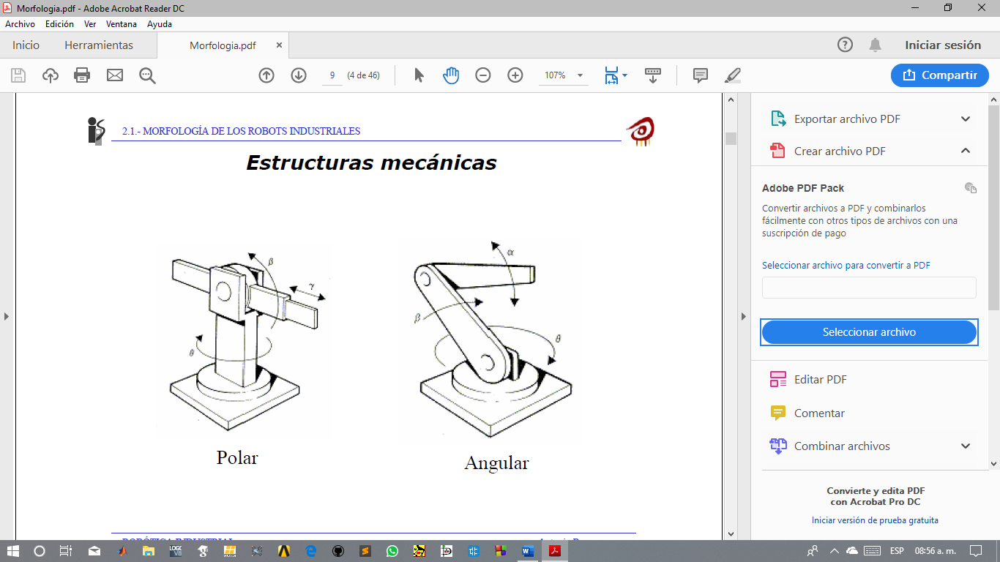 Morfologia.pdf - Adobe Acrobat Reader DC
Archivo Edición Ver Ventana Ayuda
Inicio Herramientas Morfologia.pdf × Iniciar sesión
9 (4 de 46) 107% Compartir
2.1.- MORFOLOGÍA DE LOS ROBOTS INDUSTRIALES
Estructuras mecánicas
β
γ
θ
Polar
α
β
θ
Angular
Exportar archivo PDF
Crear archivo PDF
Adobe PDF Pack
Convertir archivos a PDF y combinarlos
fácilmente con otros tipos de archivos con una
suscripción de pago
Seleccionar archivo para convertir a PDF
Seleccionar archivo
Editar PDF
Comentar
Combinar archivos
Convierte y edita PDF
con Acrobat Pro DC
Iniciar versión de prueba gratuita
ESP 08:56 a. m.